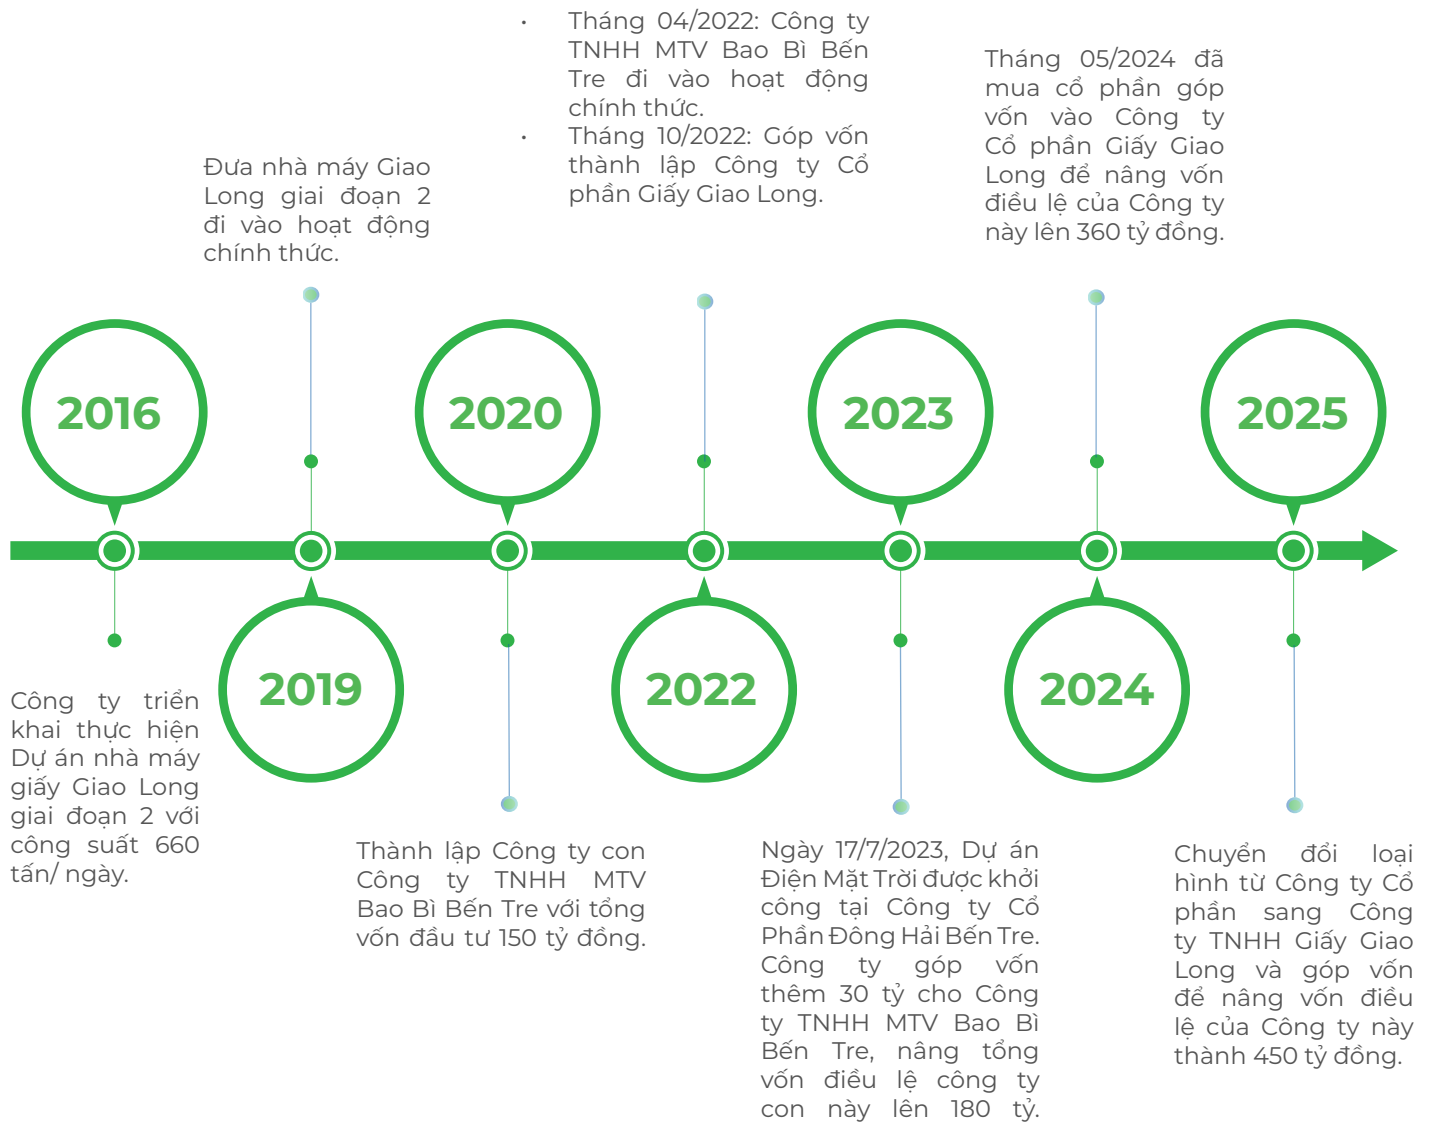 2016
Công ty triển
khai thực hiện
Dự án nhà máy
giấy Giao Long
giai đoạn 2 với
công suất 660
tấn/ ngày.
Đưa nhà máy Giao
Long giai đoạn 2
đi vào hoạt động
chính thức.
2019
2020
Thành lập Công ty con
Công ty TNHH MTV
Bao Bì Bến Tre với tổng
vốn đầu tư 150 tỷ đồng.
• Tháng 04/2022: Công ty
TNHH MTV Bao Bì Bến
Tre đi vào hoạt động
chính thức.
• Tháng 10/2022: Góp vốn
thành lập Công ty Cổ
phần Giấy Giao Long.
2022
2023
Ngày 17/7/2023, Dự án
Điện Mặt Trời được khởi
công tại Công ty Cổ
Phần Đông Hải Bến Tre.
Công ty góp vốn
thêm 30 tỷ cho Công
ty TNHH MTV Bao Bì
Bến Tre, nâng tổng
vốn điều lệ công ty
con này lên 180 tỷ.
Tháng 05/2024 đã
mua cổ phần góp
vốn vào Công ty
Cổ phần Giấy Giao
Long để nâng vốn
điều lệ của Công ty
này lên 360 tỷ đồng.
2024
2025
Chuyển đổi loại
hình từ Công ty Cổ
phần sang Công
ty TNHH Giấy Giao
Long và góp vốn
để nâng vốn điều
lệ của Công ty này
thành 450 tỷ đồng.